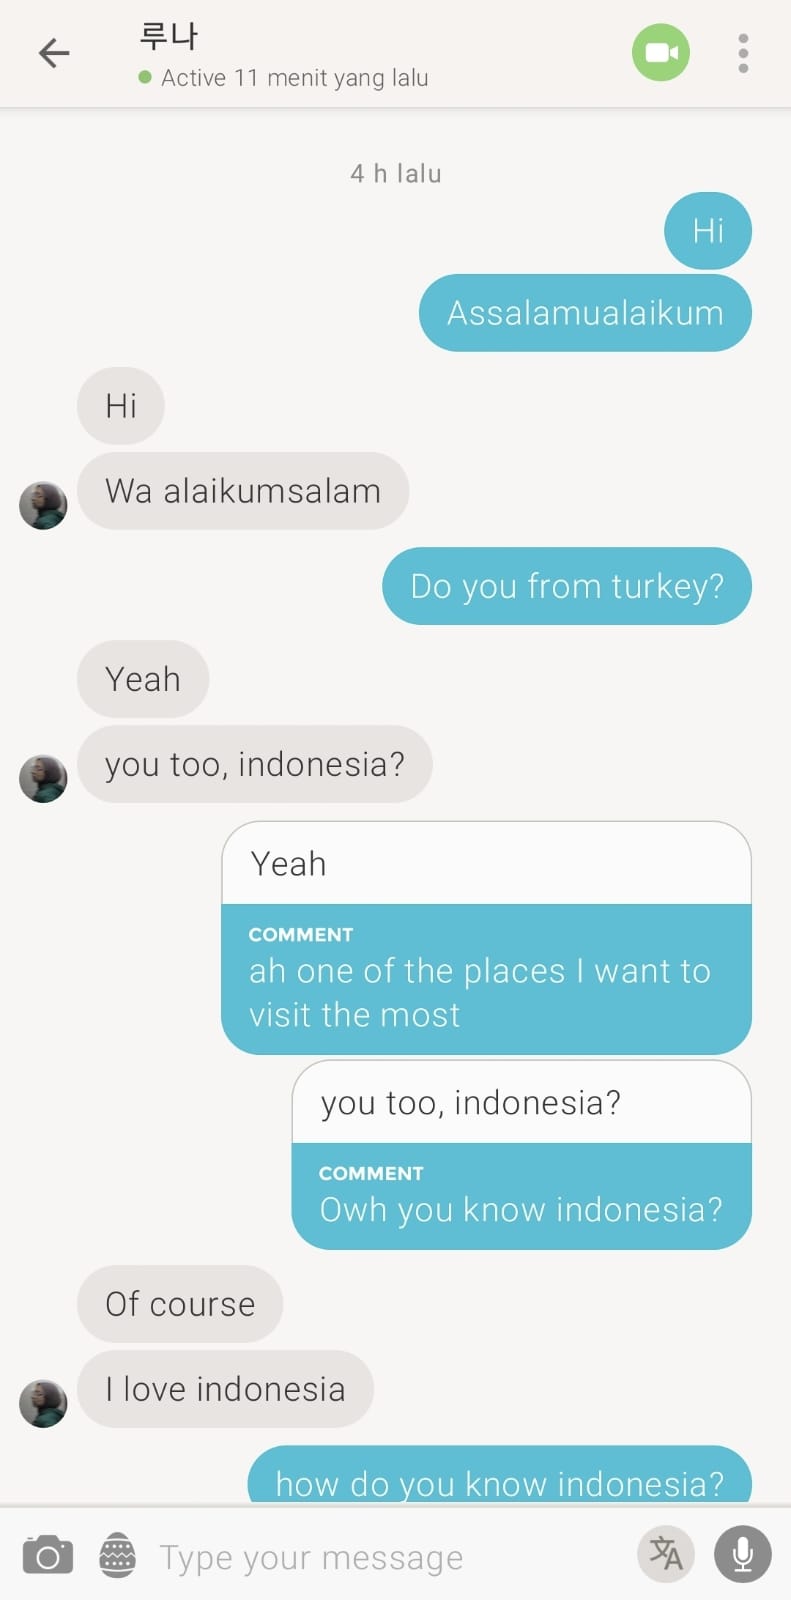 루나
Active 11 menit yang lalu
4 h lalu
Hi
Assalamualaikum
Hi
Wa alaikumsalam
Do you from turkey?
Yeah
you too, indonesia?
Yeah
COMMENT
ah one of the places I want to
visit the most
you too, indonesia?
COMMENT
Owh you know indonesia?
Of course
I love indonesia
how do you know indonesia?
Type your message